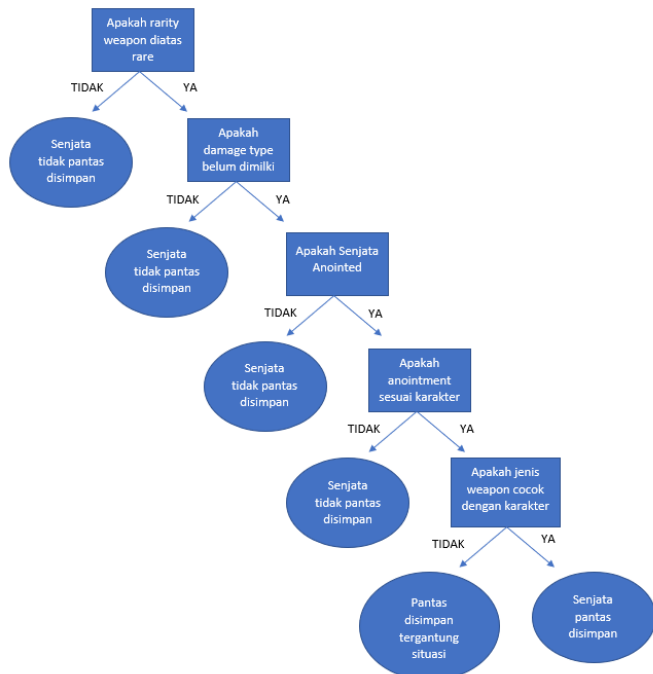 Apakah rarity
weapon diatas
rare
TIDAK
YA
Senjata
tidak pantas
disimpan
Apakah
damage type
belum dimilki
TIDAK
YA
Senjata
tidak pantas
disimpan
Apakah Senjata
Anointed
TIDAK
YA
Senjata
tidak pantas
disimpan
Apakah
anointment
sesuai karakter
TIDAK
YA
Senjata
tidak pantas
disimpan
Apakah jenis
weapon cocok
dengan karakter
TIDAK
YA
Pantas
disimpan
tergantung
situasi
Senjata
pantas
disimpan